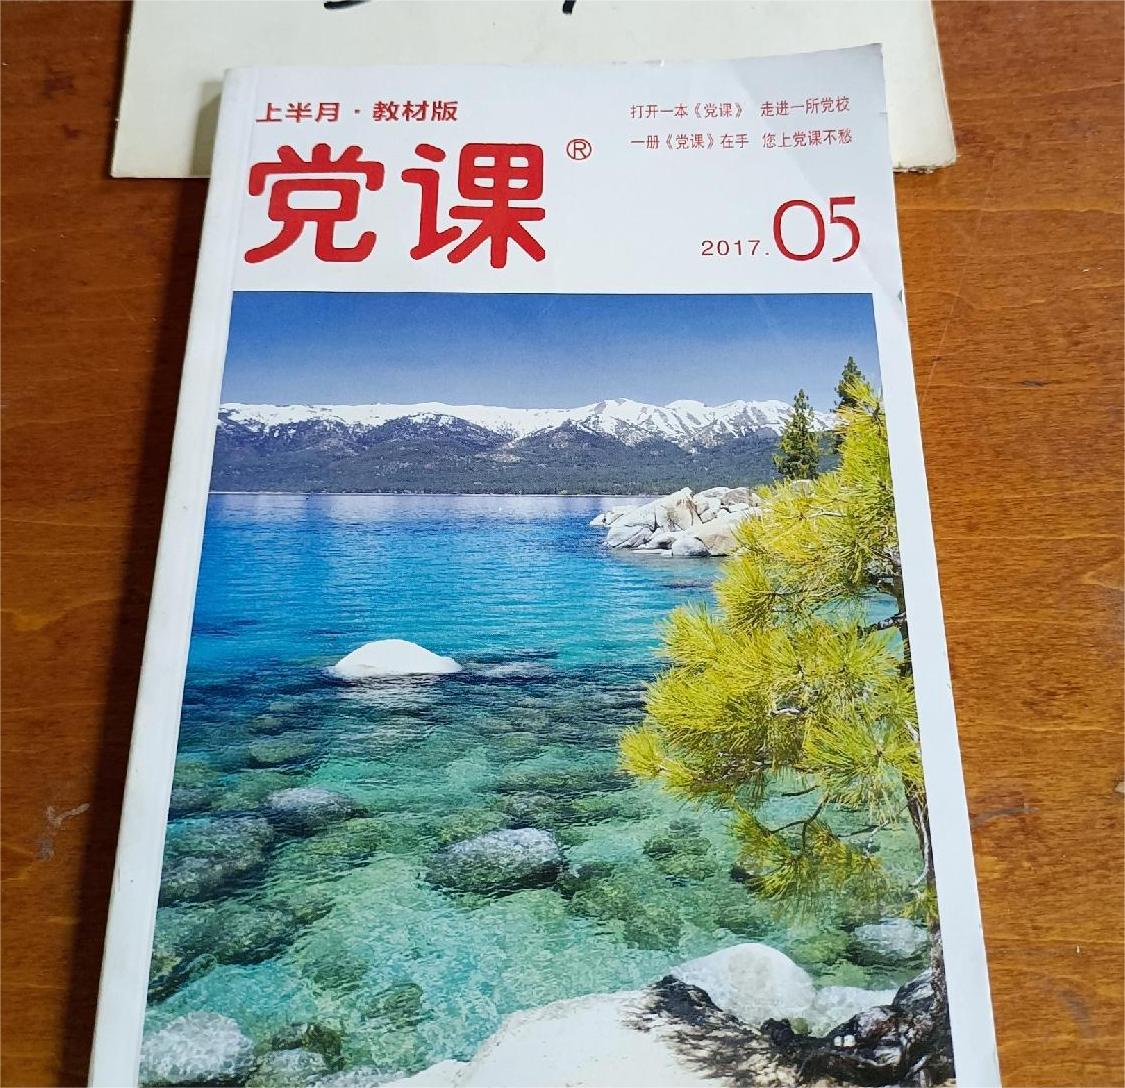 上半月·教材版
党课®
打开一本《党课》 走进一所党校
一册《党课》在手 您上党课不愁
2017.05